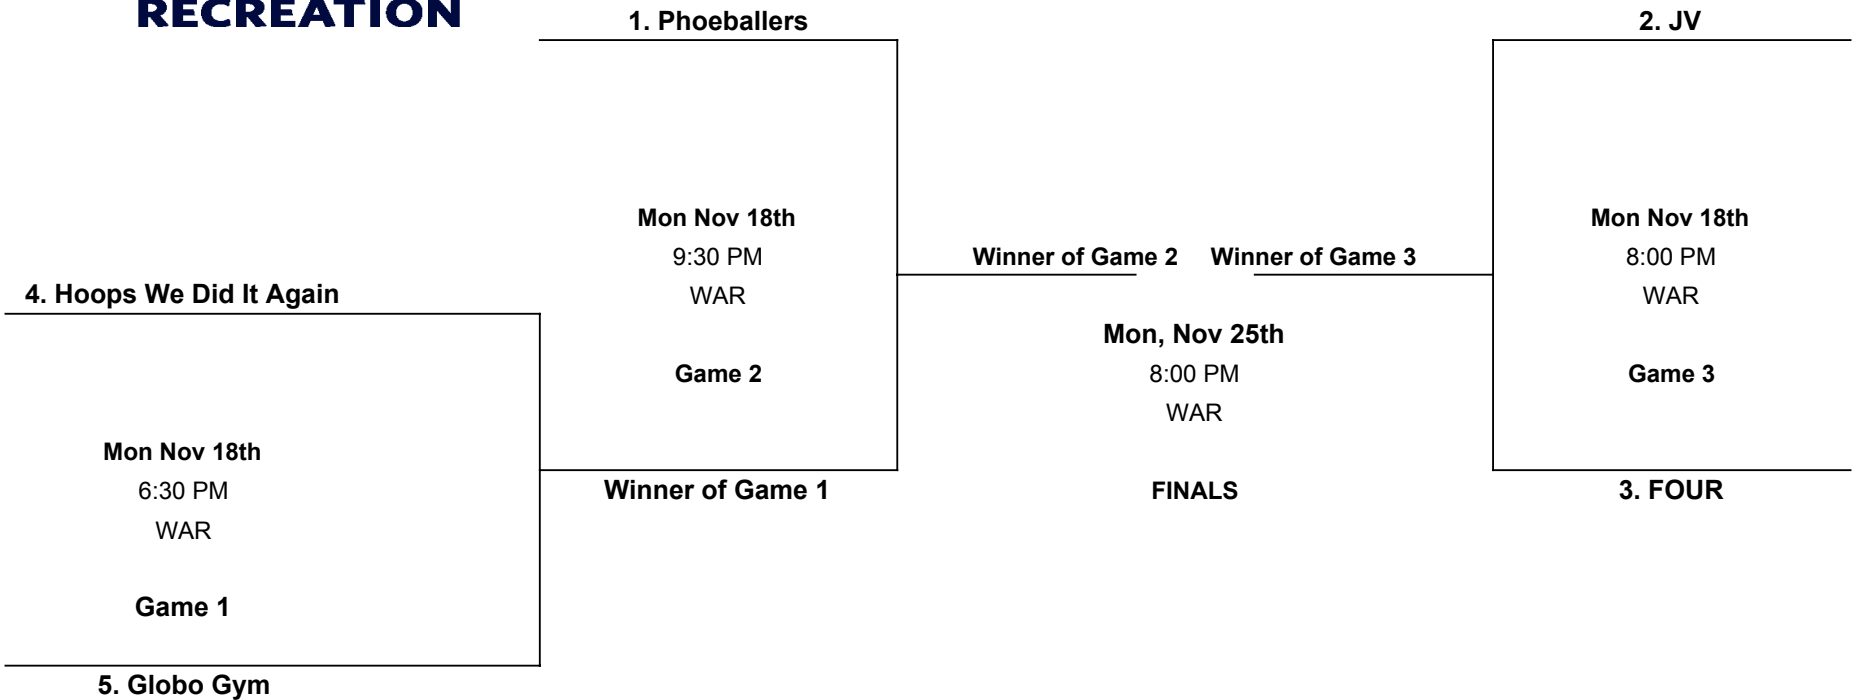 RECREATION
1. Phoeballers
2. JV
Mon Nov 18th
9:30 PM
WAR
Game 2
Winner of Game 1
4. Hoops We Did It Again
Mon Nov 18th
6:30 PM
WAR
Game 1
5. Globo Gym
Winner of Game 2
Winner of Game 3
Mon, Nov 25th
8:00 PM
WAR
FINALS
Mon Nov 18th
8:00 PM
WAR
Game 3
3. FOUR